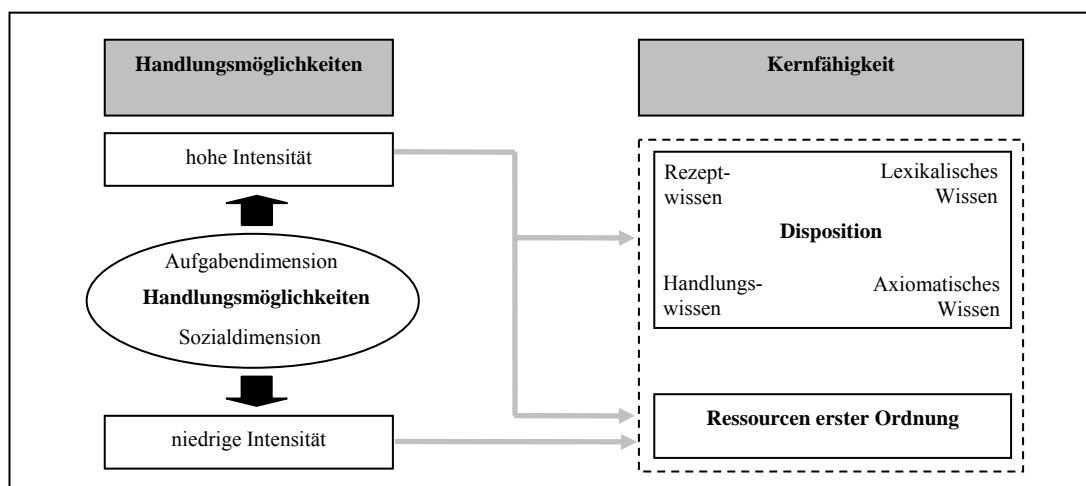 Handlungsmöglichkeiten
Kernfähigkeit
hohe Intensität
Aufgabendimension
Handlungsmöglichkeiten
Sozialdimension
niedrige Intensität
Rezept-
wissen
Lexikalisches
Wissen
Disposition
Handlungs-
wissen
Axiomatisches
Wissen
Ressourcen erster Ordnung